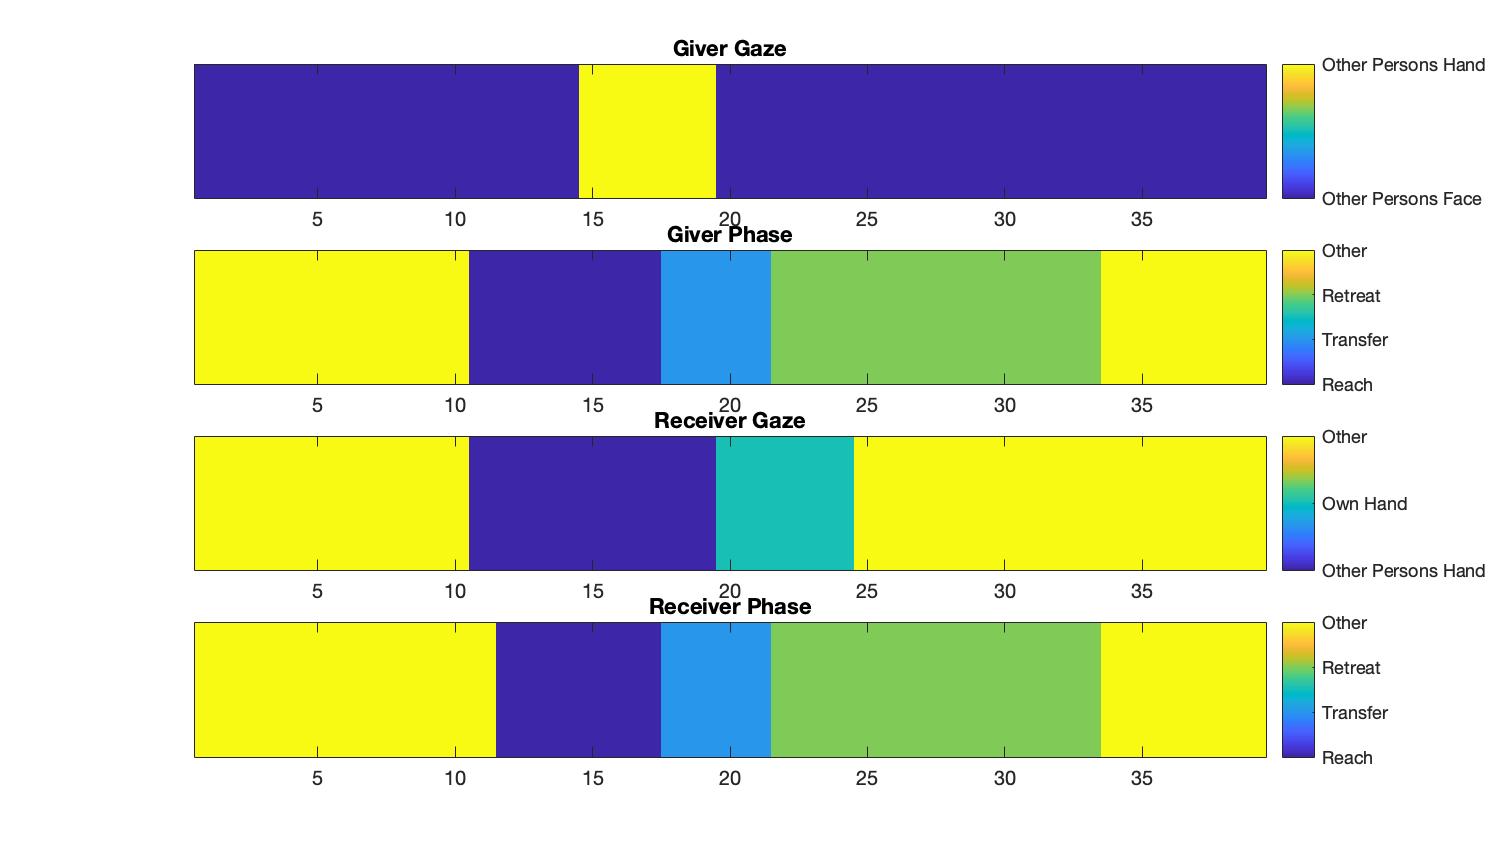 Giver Gaze
Other Persons Hand
Other Persons Face
5 10 15 20 25 30 35
Giver Phase
Other
Retreat
Transfer
Reach
5 10 15 20 25 30 35
Receiver Gaze
Other
Own Hand
Other Persons Hand
5 10 15 20 25 30 35
Receiver Phase
Other
Retreat
Transfer
Reach
5 10 15 20 25 30 35